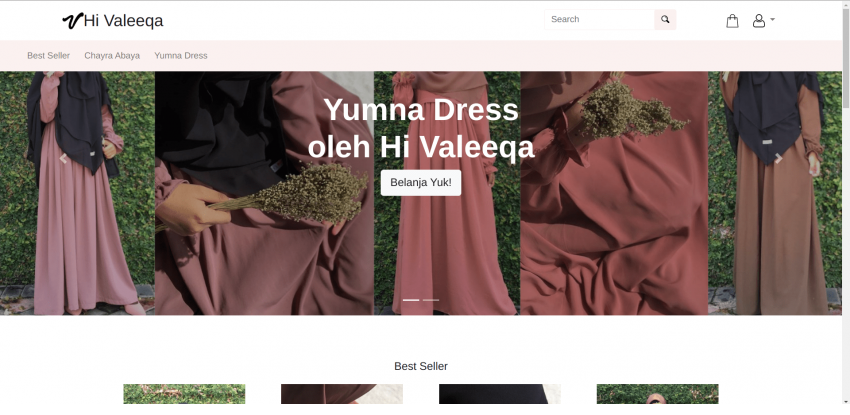 Hi Valeeqa
Search
Best Seller
Chayra Abaya
Yumna Dress
Yumna Dress
oleh Hi Valeeqa
Belanja Yuk!
Best Seller